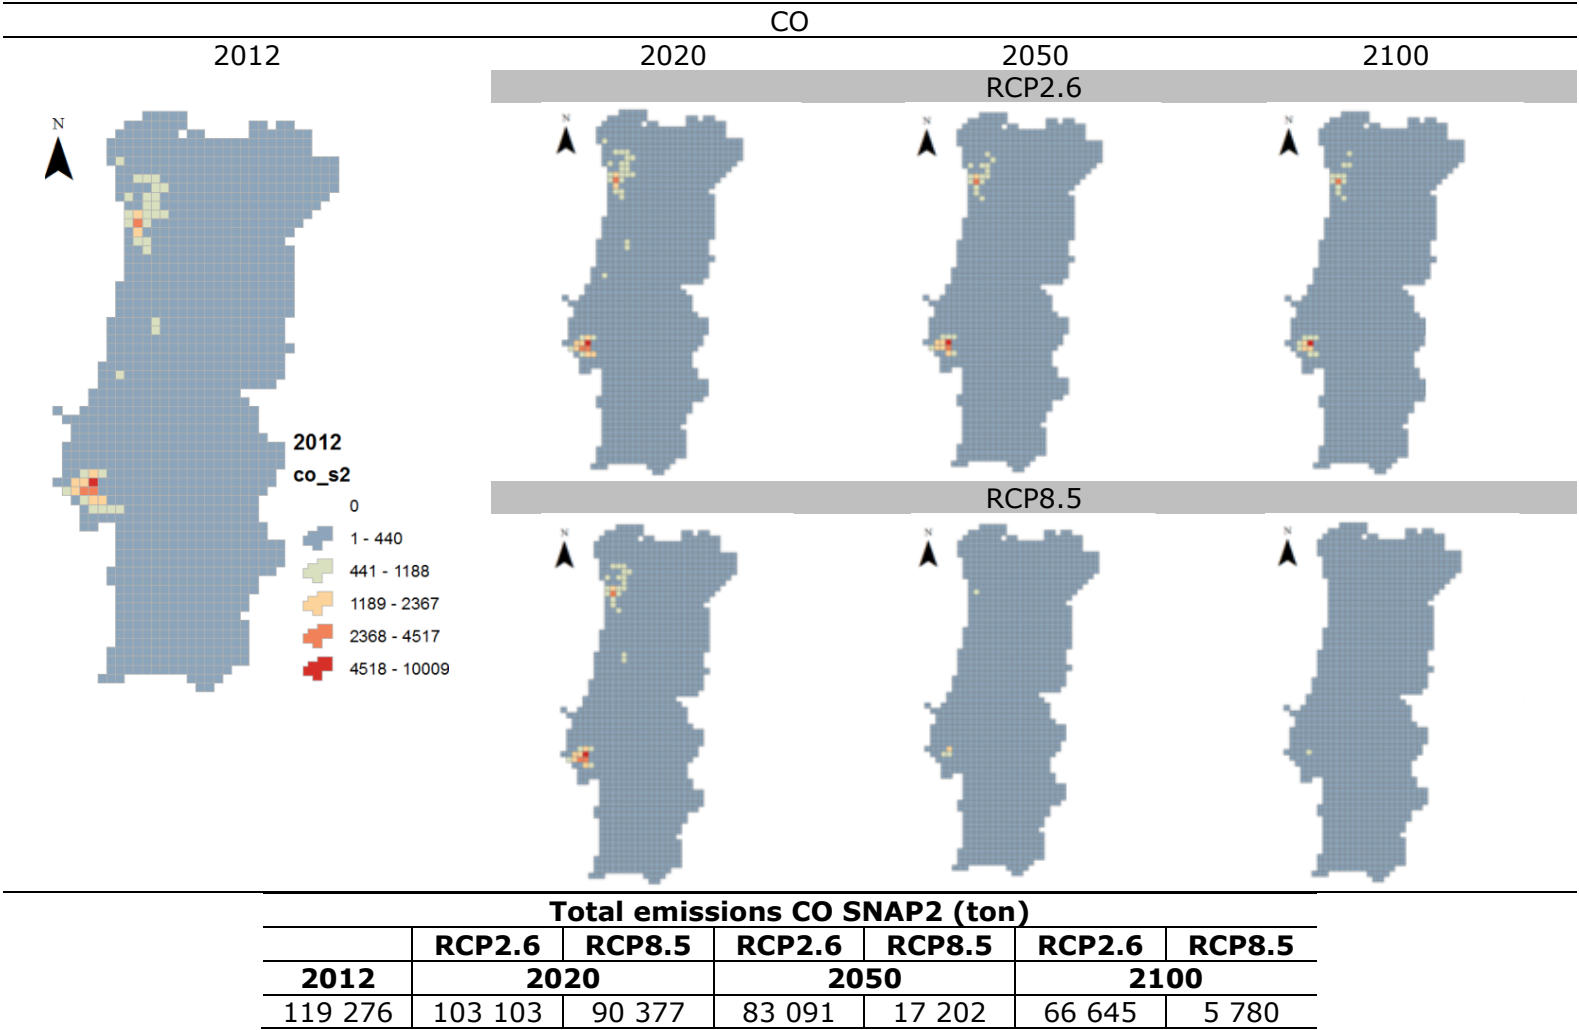 CO
2012 2020 2050 2100
RCP2.6
N N N N
2012
co_s2
0
1 - 440
441 - 1188
1189 - 2367
2368 - 4517
4518 - 10009
RCP8.5
N N N
Total emissions CO SNAP2 (ton)
RCP2.6 RCP8.5 RCP2.6 RCP8.5 RCP2.6 RCP8.5
2012 2020 2050 2100
119 276 103 103 90 377 83 091 17 202 66 645 5 780